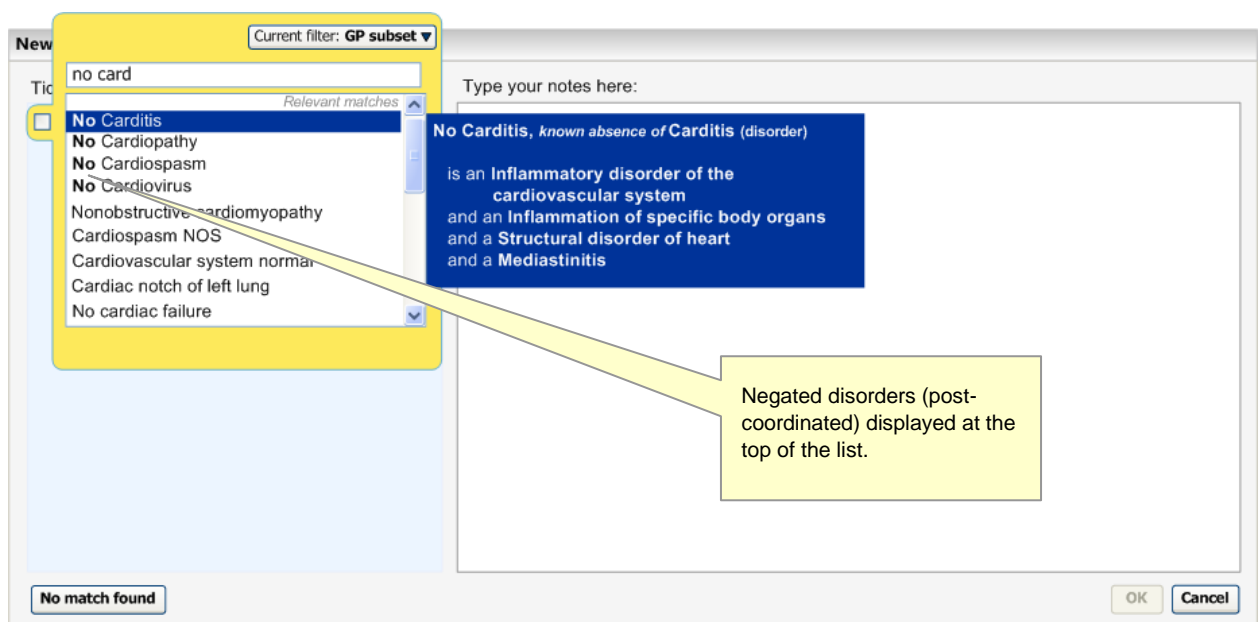 New
Current filter: GP subset
Tic
no card
Type your notes here:
Relevant matches
No Carditis
No Cardiopathy
No Cardiospasm
No Cardiovirus
Nonobstructive cardiomyopathy
Cardiospasm NOS
Cardiovascular system normal
Cardiac notch of left lung
No cardiac failure
No Carditis, known absence of Carditis (disorder)
is an Inflammatory disorder of the
cardiovascular system
and an Inflammation of specific body organs
and a Structural disorder of heart
and a Mediastinitis
Negated disorders (post-
coordinated) displayed at the
top of the list.
No match found
OK
Cancel